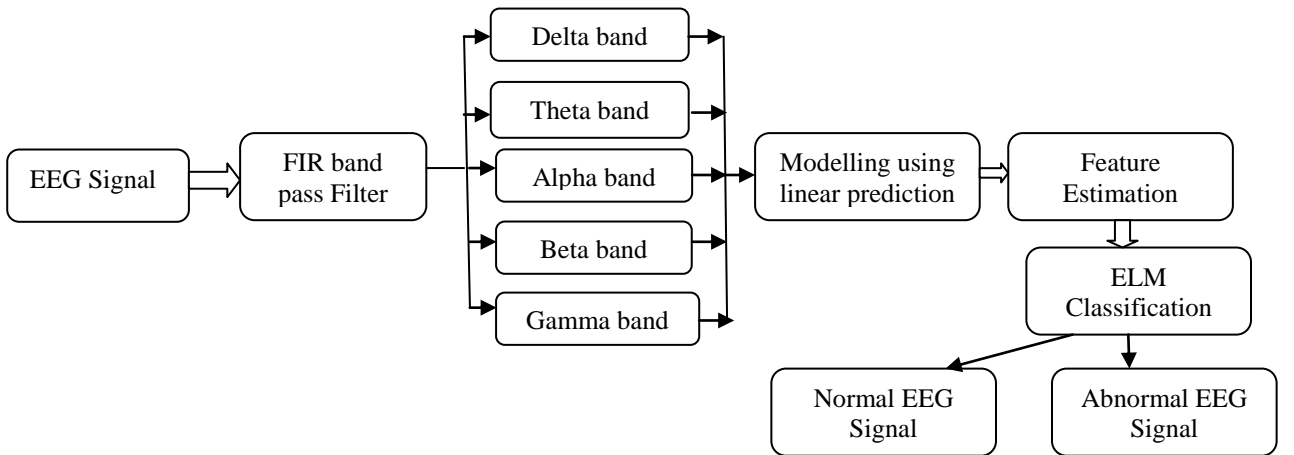 EEG Signal
FIR band
pass Filter
Delta band
Theta band
Alpha band
Beta band
Gamma band
Modelling using
linear prediction
Feature
Estimation
ELM
Classification
Normal EEG
Signal
Abnormal EEG
Signal